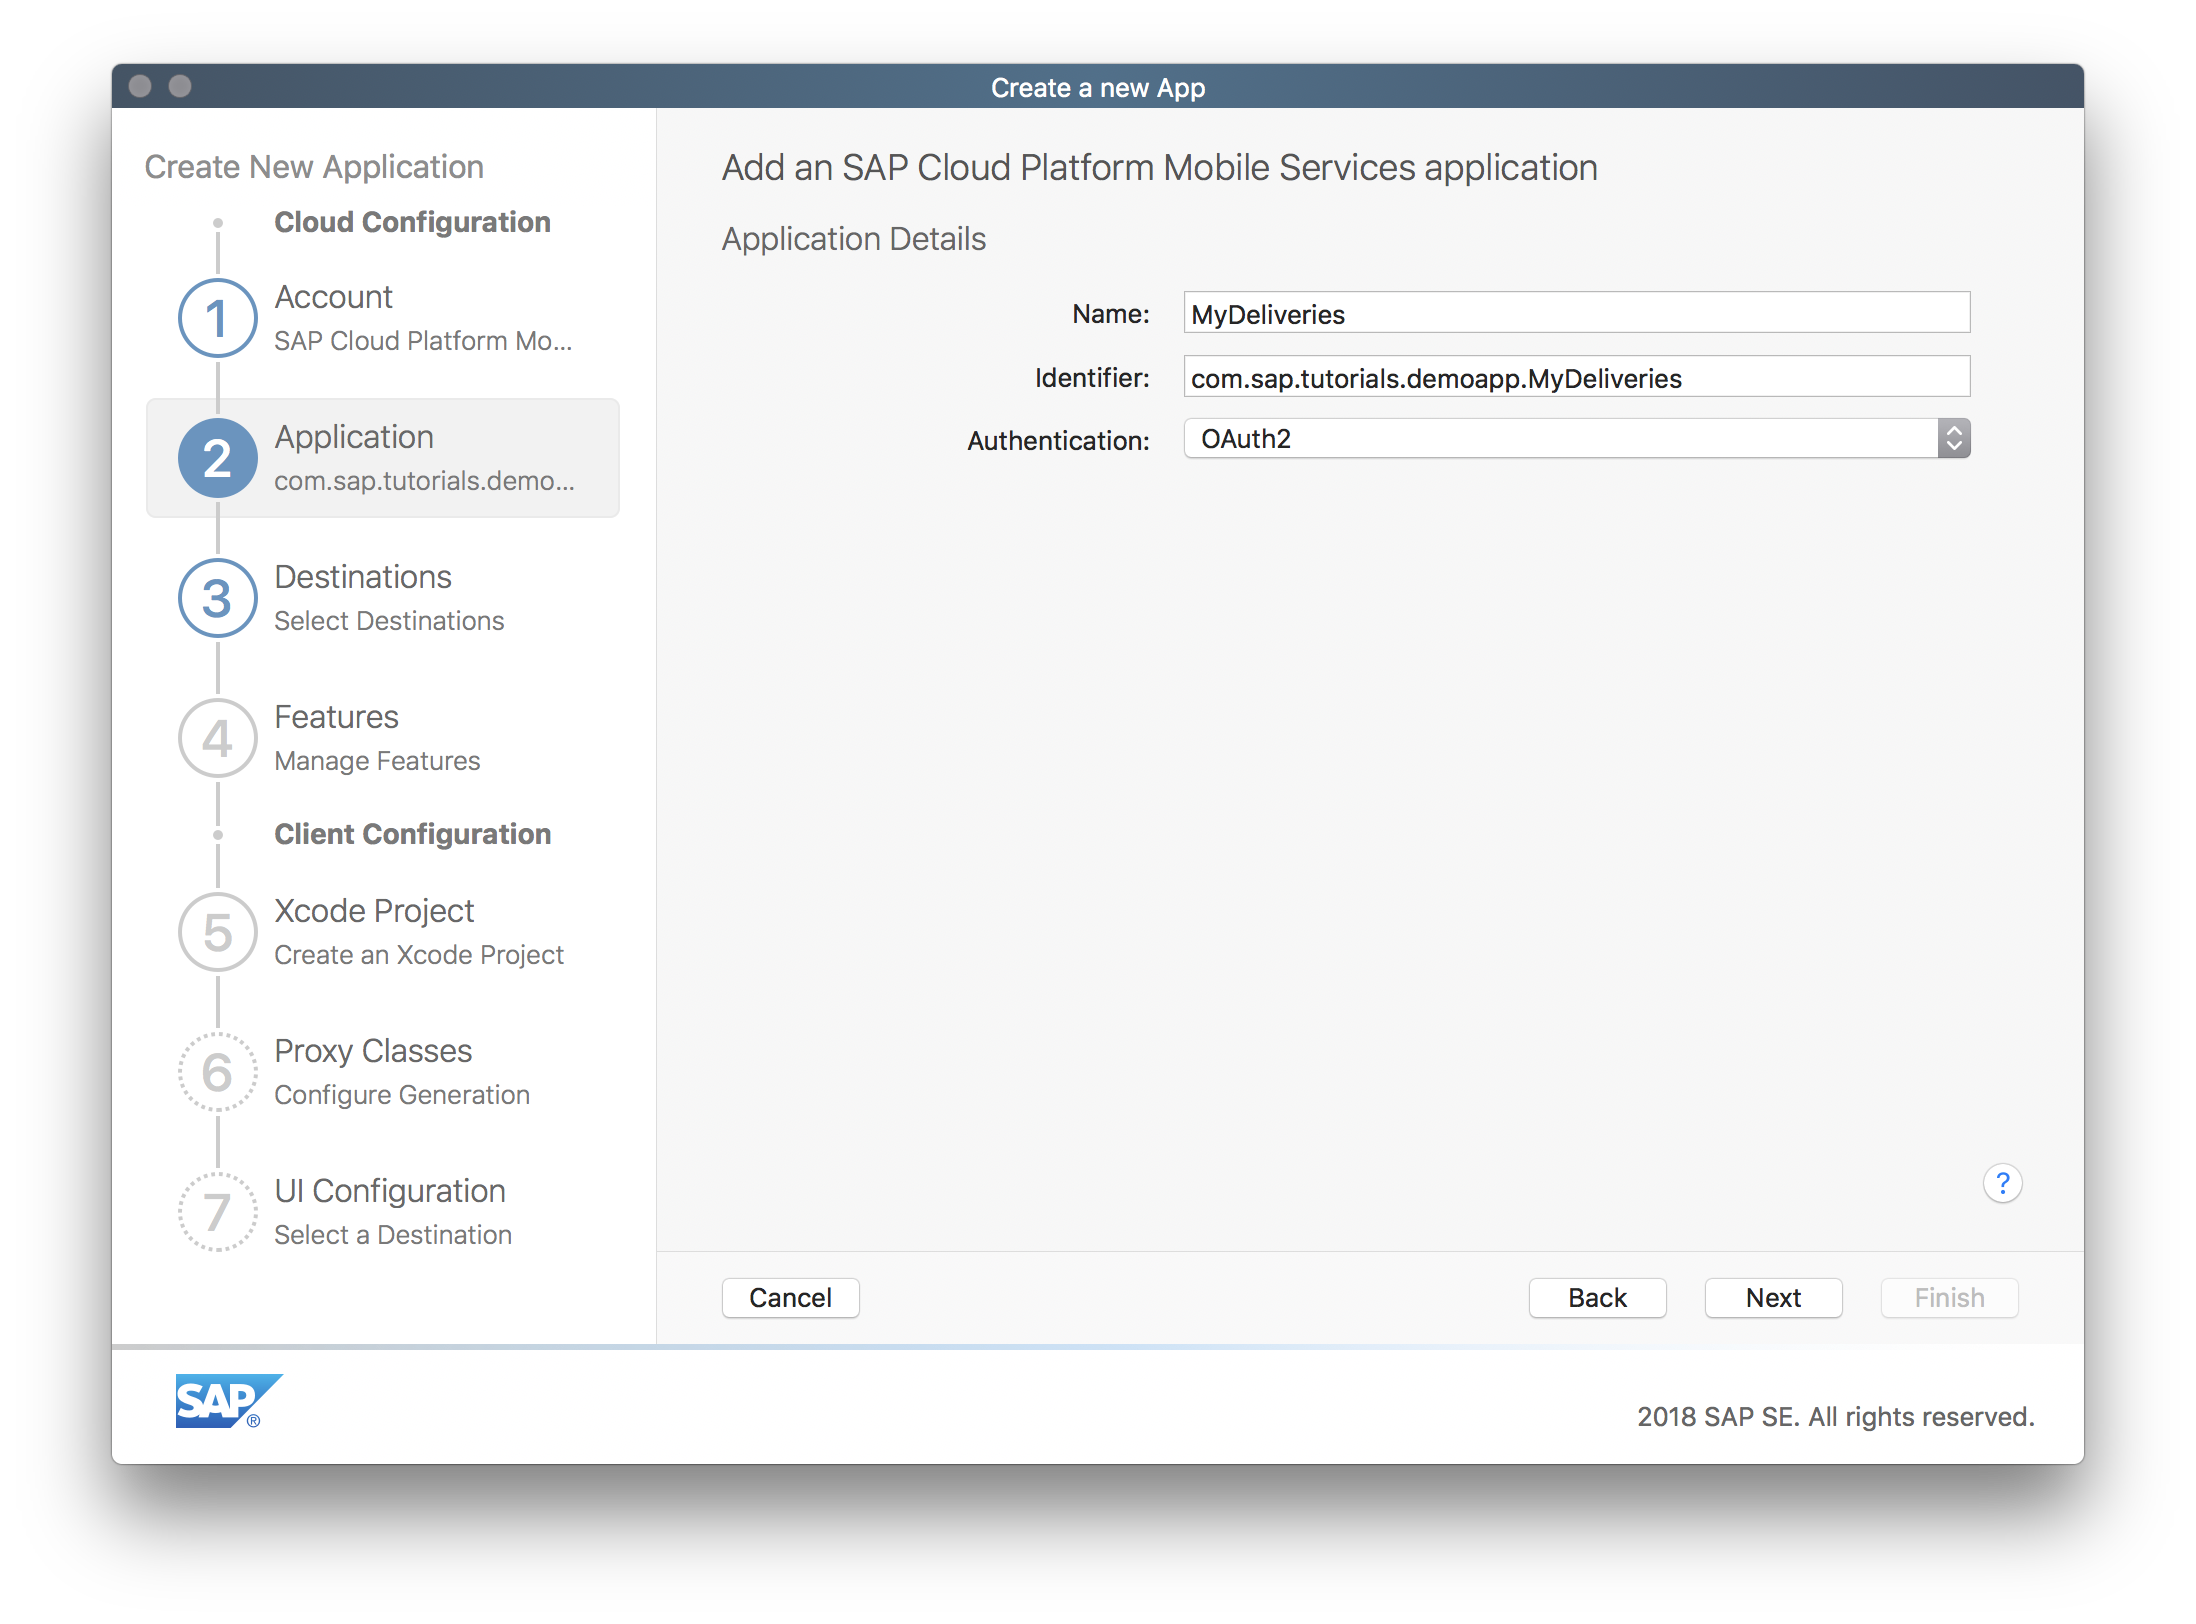 Create a new App
Create New Application
Cloud Configuration
1
Account
SAP Cloud Platform Mo...
2
Application
com.sap.tutorials.demo...
3
Destinations
Select Destinations
4
Features
Manage Features
Client Configuration
5
Xcode Project
Create an Xcode Project
6
Proxy Classes
Configure Generation
7
UI Configuration
Select a Destination
Add an SAP Cloud Platform Mobile Services application
Application Details
Name: MyDeliveries
Identifier: com.sap.tutorials.demoapp.MyDeliveries
Authentication: OAuth2
?
Cancel Back Next Finish
SAP®
2018 SAP SE. All rights reserved.